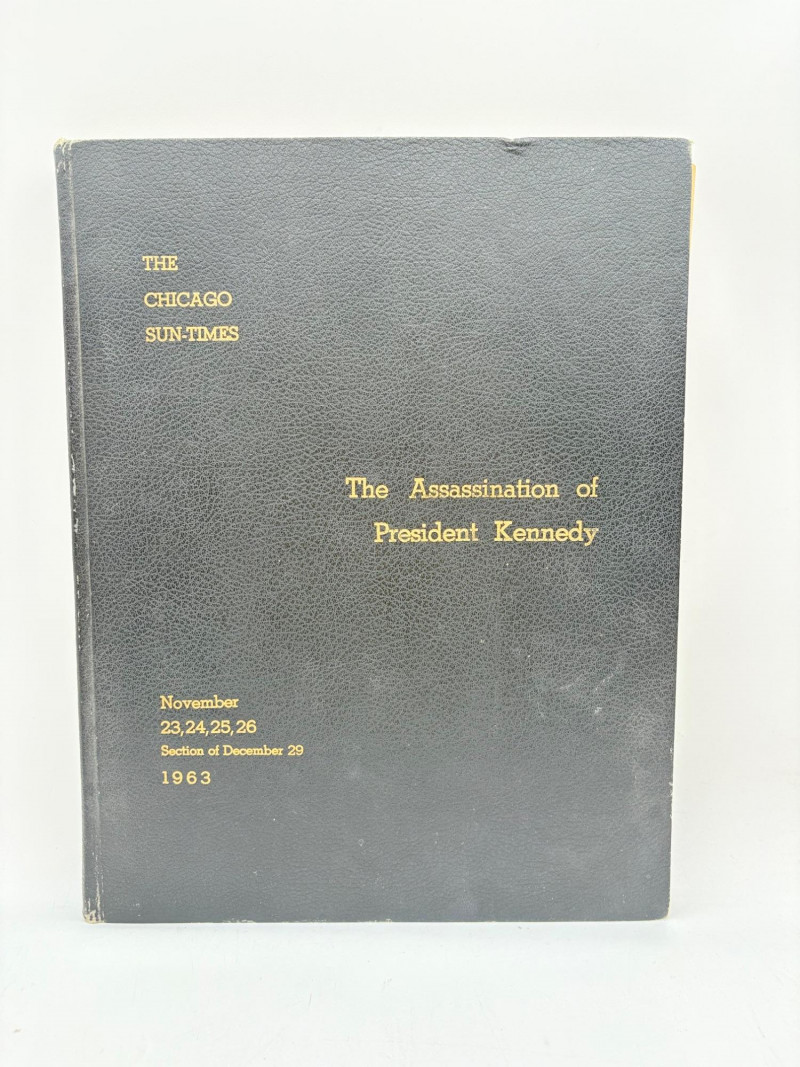 THE
CHICAGO
SUN-TIMES
The Assassination of
President Kennedy
November
23,24,25,26
Section of December 29
1963